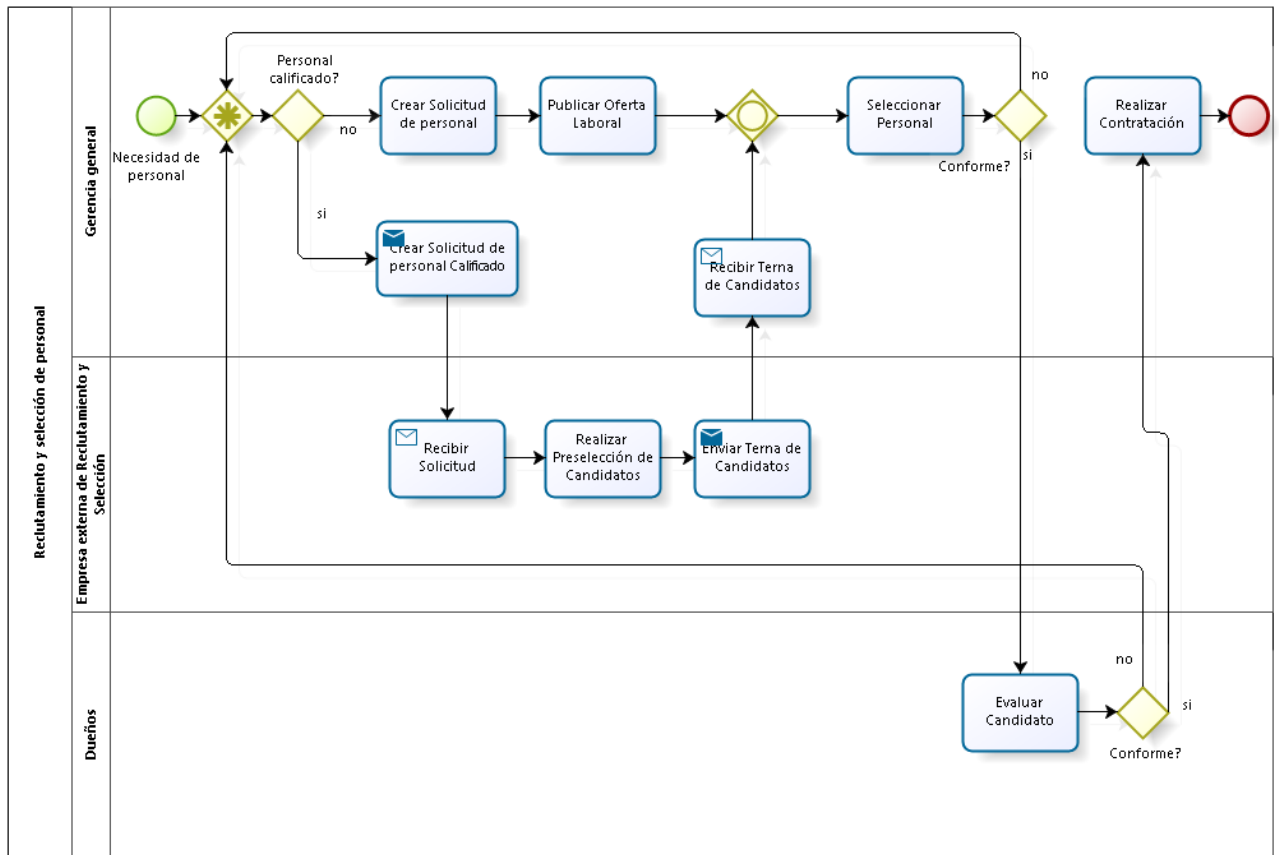 Reclutamiento y selección de personal
Gerencia general
Necesidad de
personal
Personal
calificado?
no
si
Crear Solicitud
de personal
Publicar Oferta
Laboral
Seleccionar
Personal
Conforme?
no
si
Realizar
Contratación
Crear Solicitud de
personal Calificado
Recibir Terna
de Candidatos
Empresa externa de Reclutamiento y
Selección
Recibir
Solicitud
Realizar
Preselección de
Candidatos
Enviar Terna de
Candidatos
Dueños
Evaluar
Candidato
no
si
Conforme?